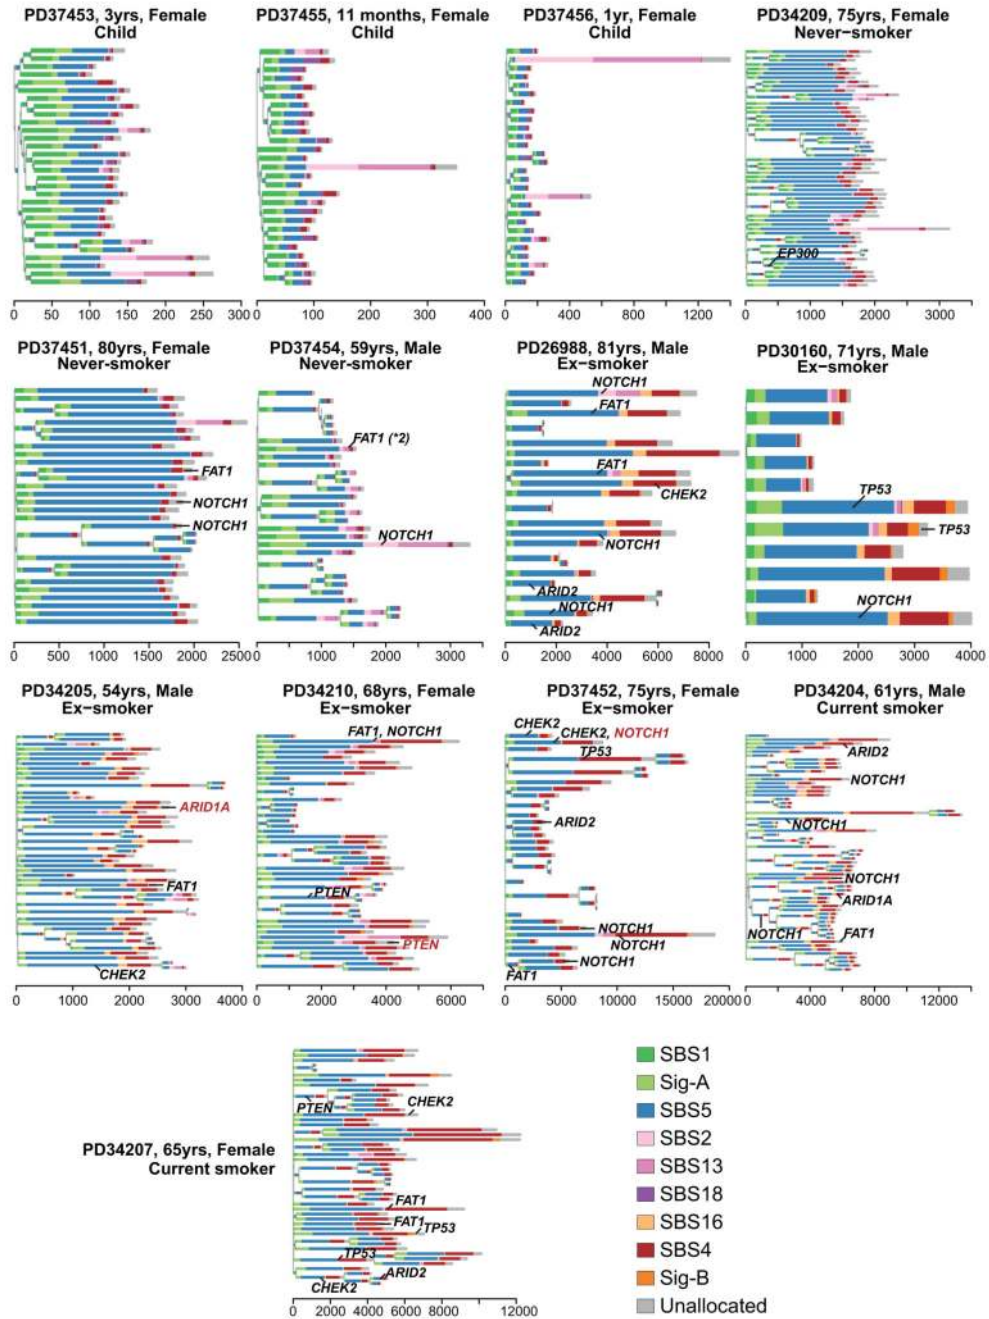 PD37453, 3yrs, Female
Child
PD37455, 11 months, Female
Child
PD37456, 1yr, Female
Child
PD34209, 75yrs, Female
Never−smoker
EP300
0 50 100 150 200 250 300
0 100 200 300 400
0 400 800 1200
0 1000 2000 3000
PD37451, 80yrs, Female
Never-smoker
PD37454, 59yrs, Male
Never-smoker
PD26988, 81yrs, Male
Ex−smoker
PD30160, 71yrs, Male
Ex−smoker
FAT1
NOTCH1
NOTCH1
FAT1 (*2)
NOTCH1
NOTCH1
FAT1
FAT1
CHEK2
NOTCH1
ARID2
NOTCH1
ARID2
TP53
TP53
NOTCH1
0 500 1000 1500 2000 2500
0 1000 2000 3000
0 2000 4000 6000 8000
0 1000 2000 3000 4000
PD34205, 54yrs, Male
Ex−smoker
PD34210, 68yrs, Female
Ex−smoker
PD37452, 75yrs, Female
Ex−smoker
PD34204, 61yrs, Male
Current smoker
ARID1A
FAT1
CHEK2
FAT1, NOTCH1
PTEN
PTEN
CHEK2
CHEK2, NOTCH1
TP53
ARID2
NOTCH1
NOTCH1
NOTCH1
FAT1
ARID2
NOTCH1
NOTCH1
NOTCH1
ARID1A
NOTCH1
FAT1
0 1000 2000 3000 4000
0 2000 4000 6000
0 5000 10000 15000 20000
0 4000 8000 12000
PD34207, 65yrs, Female
Current smoker
PTEN
CHEK2
FAT1
FAT1
TP53
TP53
ARID2
CHEK2
0 2000 4000 6000 8000 12000
SBS1
Sig-A
SBS5
SBS2
SBS13
SBS18
SBS16
SBS4
Sig-B
Unallocated